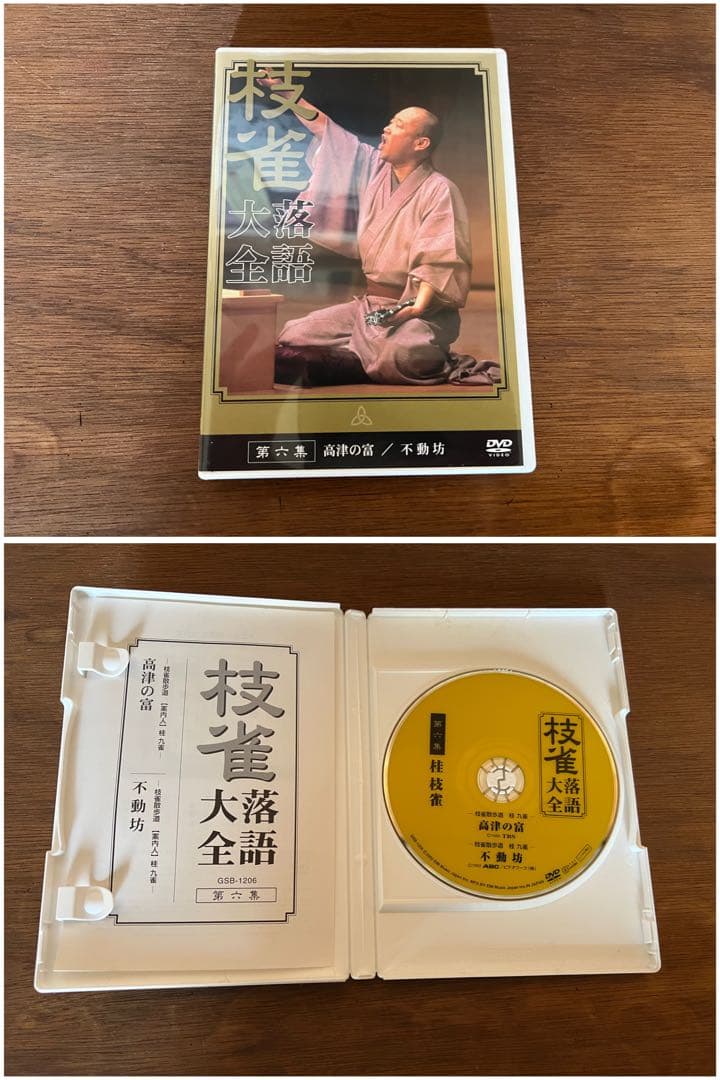 枝雀
落語
大全
第六集
高津の富 / 不動坊
DVD
VIDEO
枝雀
落語
大全
GSB-1206
第六集
―枝雀散歩道 【案内人】桂 九雀―
高津の富
―枝雀散歩道 【案内人】桂 九雀―
不動坊
枝雀
落語
大全
第六集
桂枝雀
―枝雀散歩道 桂 九雀―
高津の富
TBS
―枝雀散歩道 桂 九雀―
不動坊
ABC
DVD